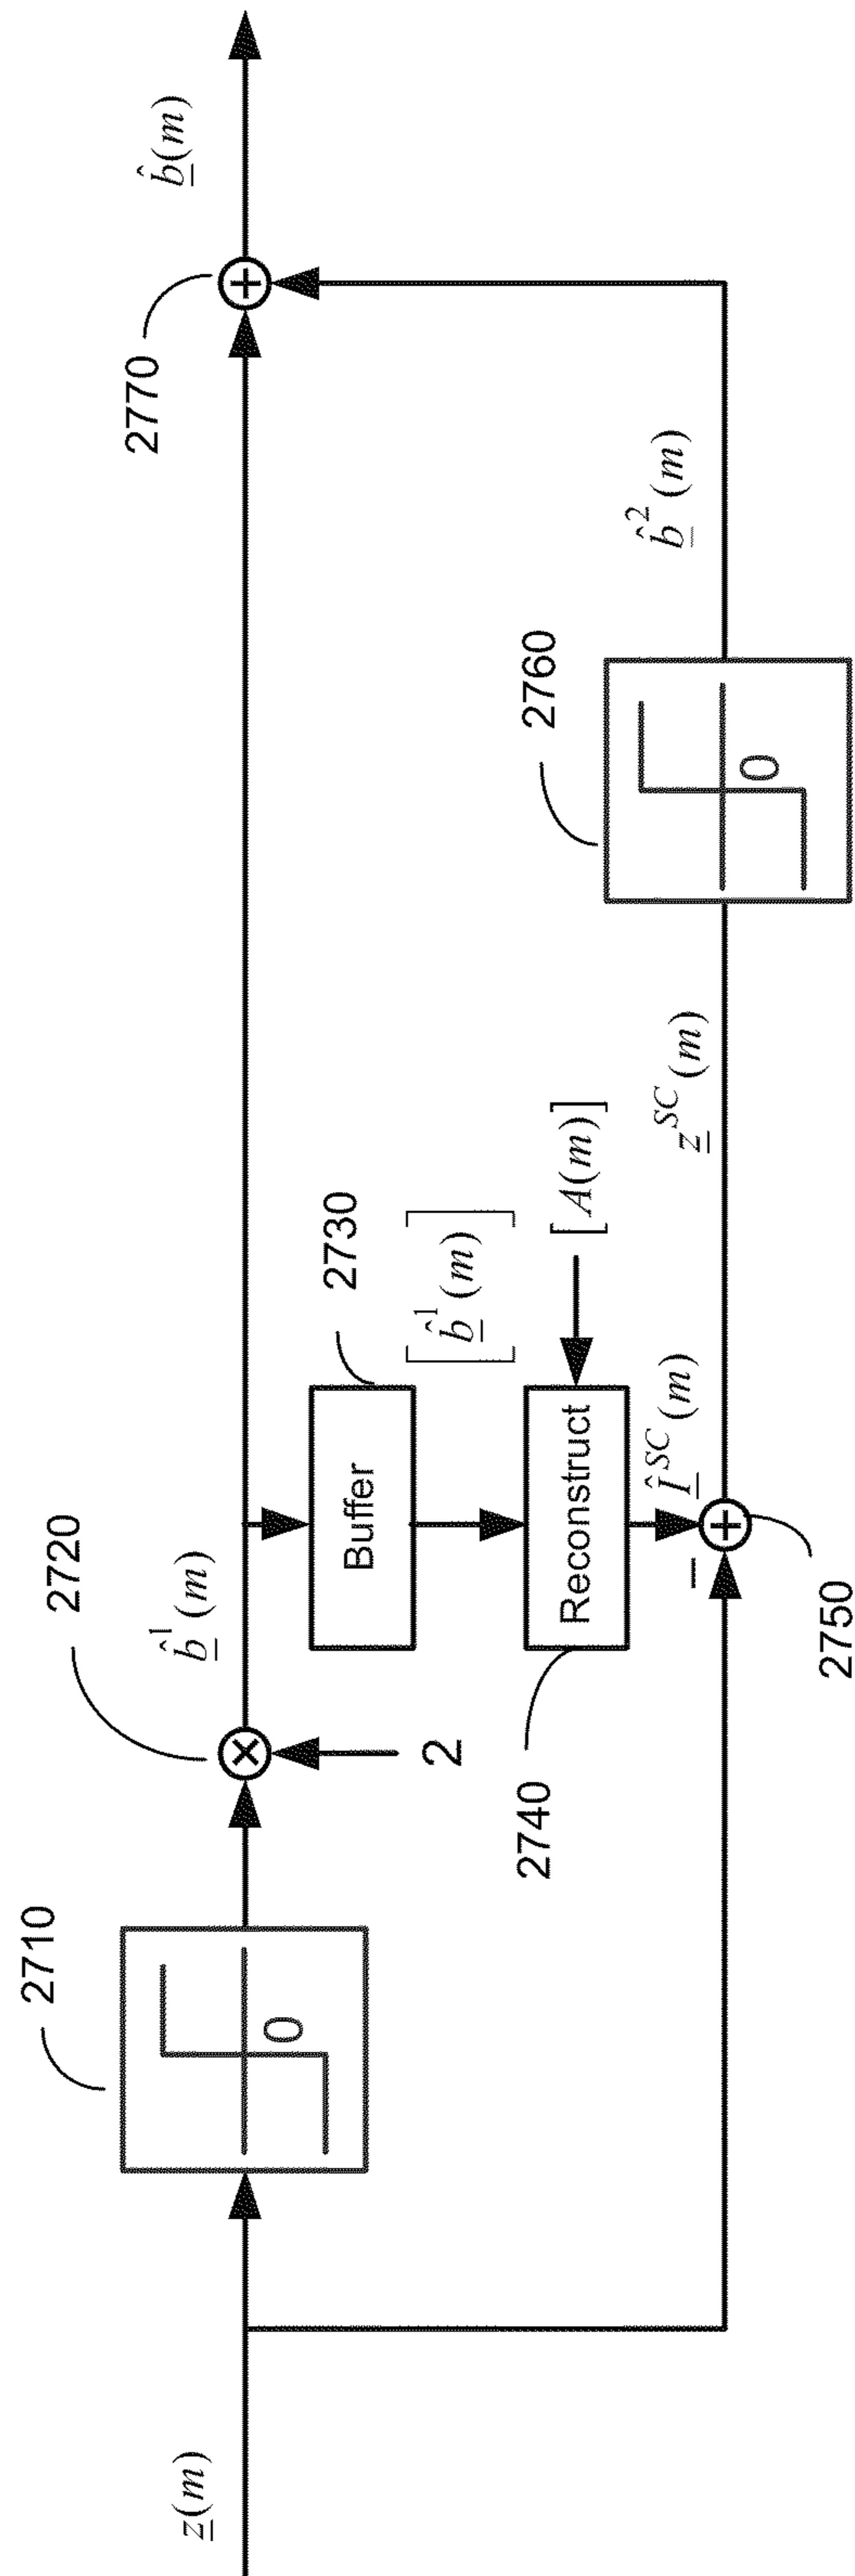 z(m)
2710
0
2720
2
b̂¹(m)
Buffer
2730
[b̂¹(m)]
Reconstruct
2740
[A(m)]
Î^SC(m)
−
2750
z^SC(m)
2760
0
b̂²(m)
2770
b̂(m)